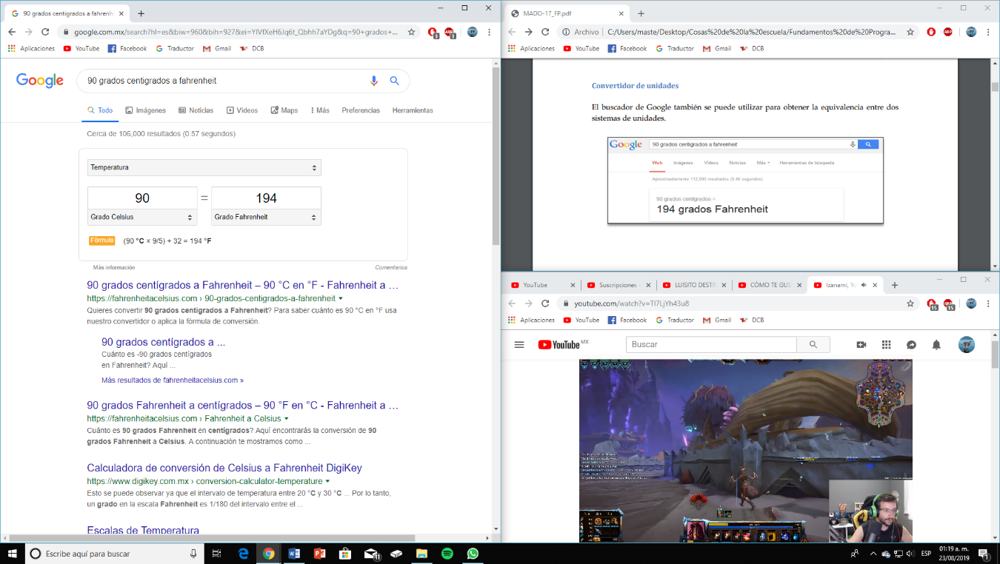 90 grados centigrados a fahrenheit
google.com.mx/search?hl=es&biw=960&bih=927&ei=VIVfXeH6Jq6t_Qbhh7aYDg&q=90+grados+...
Aplicaciones YouTube Facebook Traductor Gmail DCB
Google
90 grados centigrados a fahrenheit
Todo Imágenes Noticias Vídeos Maps Más Preferencias Herramientas
Cerca de 106,000 resultados (0.57 segundos)
Temperatura
90 = 194
Grado Celsius Grado Fahrenheit
Fórmula (90 °C × 9/5) + 32 = 194 °F
Más información Comentarios
90 grados centígrados a Fahrenheit – 90 °C en °F - Fahrenheit a ...
https://fahrenheitacelsius.com › 90-grados-centigrados-a-fahrenheit
Quieres convertir 90 grados centígrados a Fahrenheit? Para saber cuánto es 90 °C en °F usa
nuestro convertidor o aplica la fórmula de conversión.
90 grados centígrados a ...
Cuánto es -90 grados centígrados
en Fahrenheit? Aquí ...
Más resultados de fahrenheitacelsius.com »
90 grados Fahrenheit a centígrados – 90 °F en °C - Fahrenheit a ...
https://fahrenheitacelsius.com › Fahrenheit a Celsius
Cuánto es 90 grados Fahrenheit en centígrados? Aquí encontrarás la conversión de 90
grados Fahrenheit a Celsius. A continuación te mostramos como ...
Calculadora de conversión de Celsius a Fahrenheit DigiKey
https://www.digikey.com.mx › conversion-calculator-temperature
Esto se puede observar ya que el intervalo de temperatura entre 20 °C y 30 °C ... Por lo tanto,
un grado en la escala Fahrenheit es 1/180 del intervalo entre el ...
Escalas de Temperatura
MADO-17_FP.pdf
Archivo C:/Users/maste/Desktop/Cosas%20de%20la%20escuela/Fundamentos%20de%20Progra...
Aplicaciones YouTube Facebook Traductor Gmail DCB
Convertidor de unidades
El buscador de Google también se puede utilizar para obtener la equivalencia entre dos
sistemas de unidades.
Google 90 grados centigrados a fahrenheit
Web Imágenes Vídeos Noticias Más Herramientas de búsqueda
Aproximadamente 112,000 resultados (0.46 segundos)
90 grados centígrados =
194 grados Fahrenheit
YouTube Suscripciones - LUISITO DESTR CÓMO TE GUS Izanami, Yo
youtube.com/watch?v=TI7LjYh43u8
15 15
Aplicaciones YouTube Facebook Traductor Gmail DCB
YouTube MX Buscar
Escribe aquí para buscar
ESP
01:19 a. m.
23/08/2019